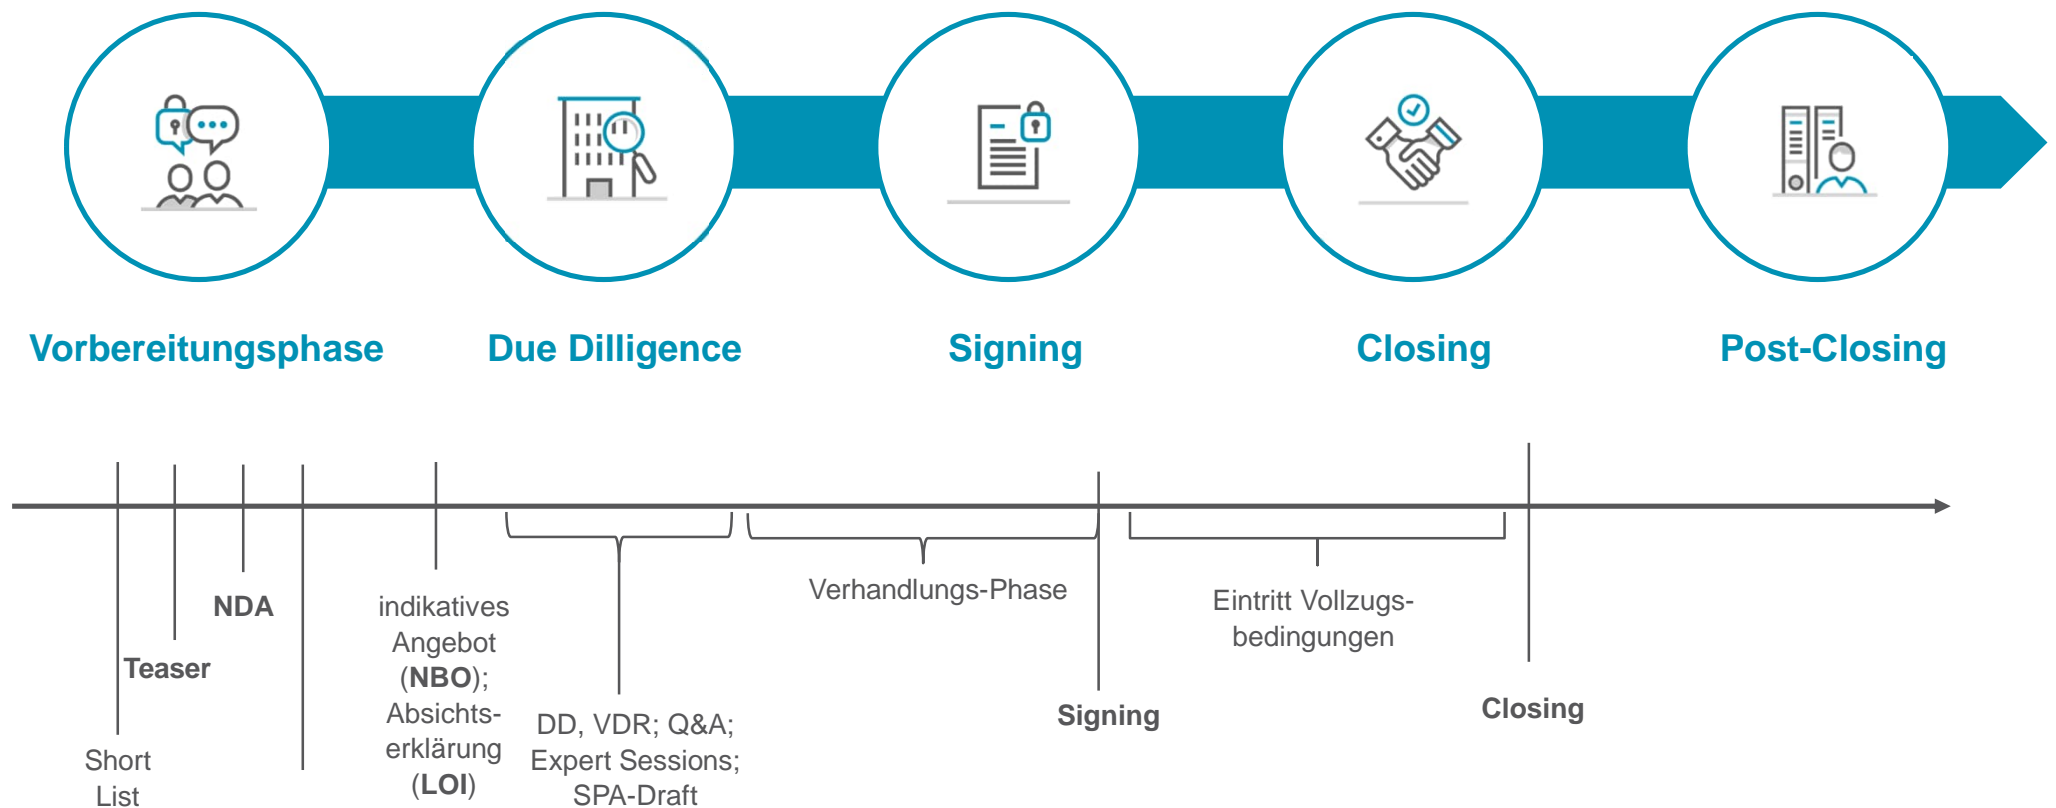 Vorbereitungsphase
Due Dilligence
Signing
Closing
Post-Closing
Short
List
Teaser
NDA
indikatives
Angebot
(NBO);
Absichts-
erklärung
(LOI)
DD, VDR; Q&A;
Expert Sessions;
SPA-Draft
Verhandlungs-Phase
Signing
Eintritt Vollzugs-
bedingungen
Closing